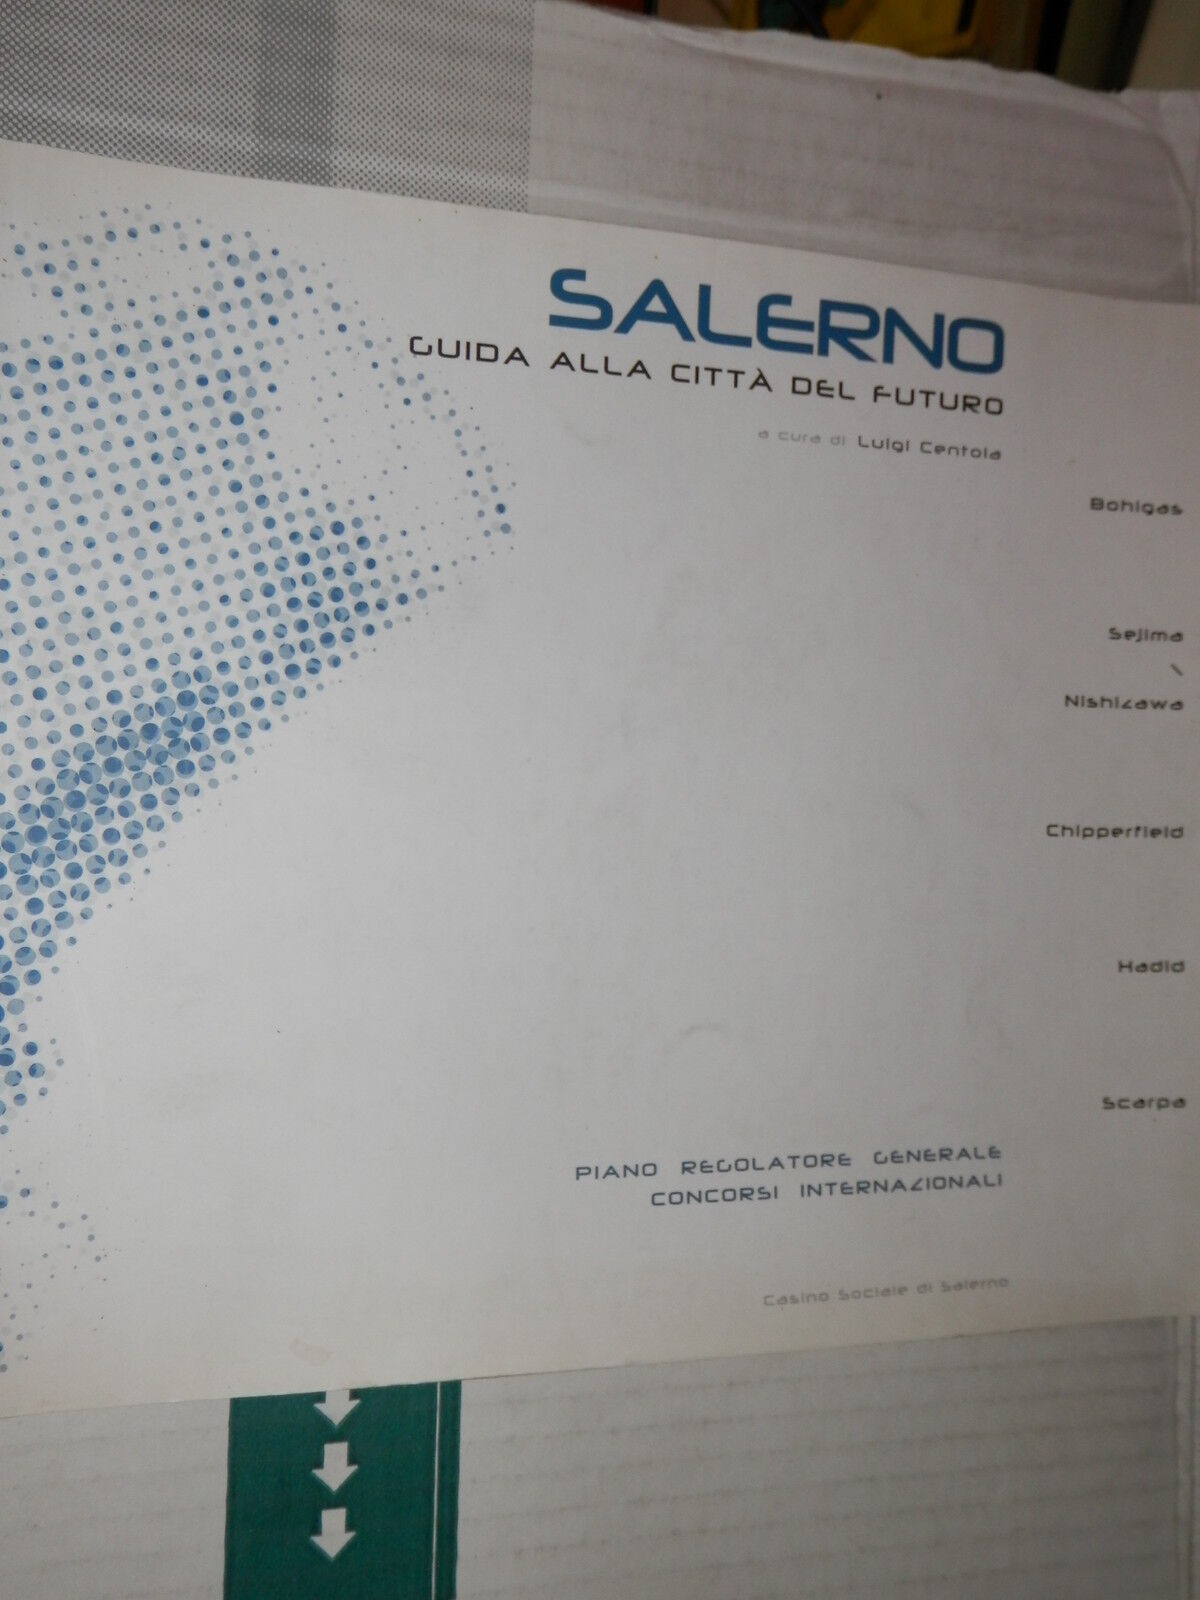 SALERNO
GUIDA ALLA CITTÀ DEL FUTURO
a cura di Luigi Centola
Bohigas
Sejima
Nishizawa
Chipperfield
Hadid
Scarpa
PIANO REGOLATORE GENERALE
CONCORSI INTERNAZIONALI
Casino Sociale di Salerno